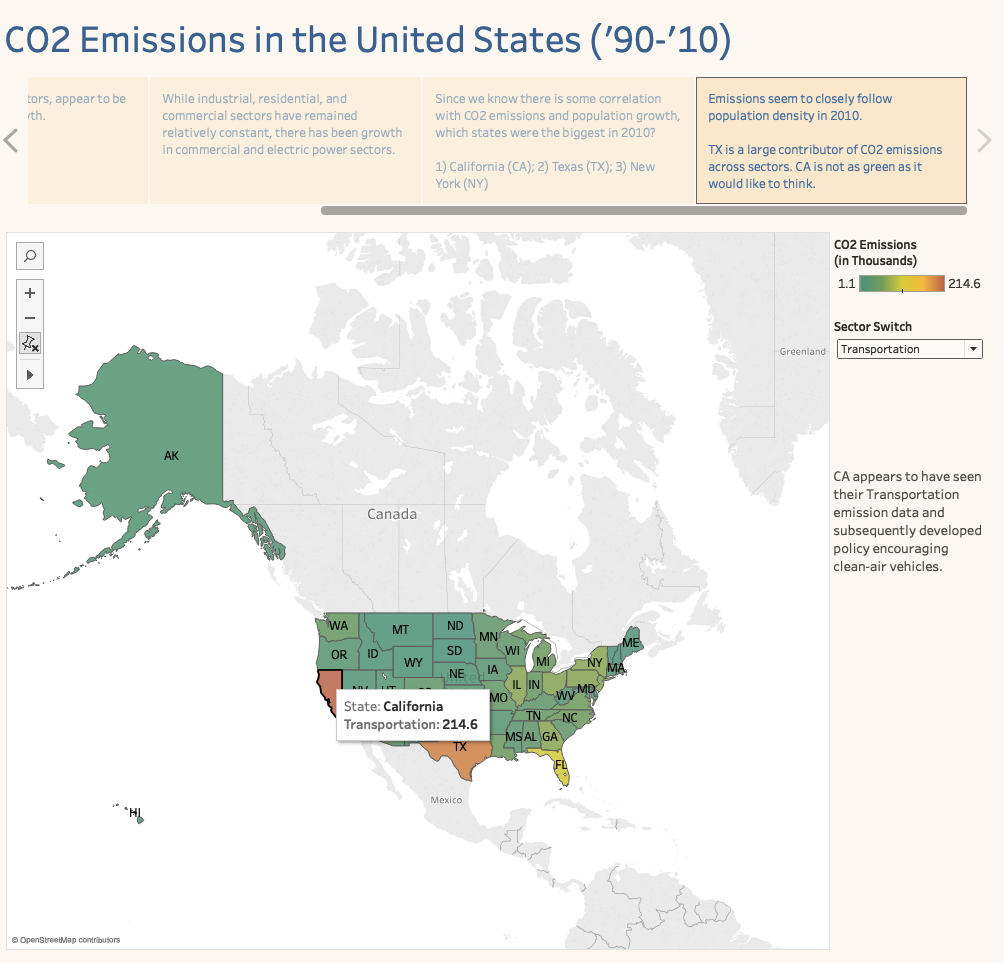 CO2 Emissions in the United States ('90-'10)
tors, appear to be
th.
While industrial, residential, and
commercial sectors have remained
relatively constant, there has been growth
in commercial and electric power sectors.
Since we know there is some correlation
with CO2 emissions and population growth,
which states were the biggest in 2010?
1) California (CA); 2) Texas (TX); 3) New
York (NY)
Emissions seem to closely follow
population density in 2010.
TX is a large contributor of CO2 emissions
across sectors. CA is not as green as it
would like to think.
CO2 Emissions
(in Thousands)
1.1 214.6
Sector Switch
Transportation
Greenland
AK
Canada
CA appears to have seen
their Transportation
emission data and
subsequently developed
policy encouraging
clean-air vehicles.
WA
MT
ND
MN
ME
OR
ID
SD
WI
WY
MI
NY
MA
NE
IA
United
IL
IN
MD
WV
MO
State: California
Transportation: 214.6
TN
NC
MS
AL
GA
TX
FL
Mexico
HI
© OpenStreetMap contributors